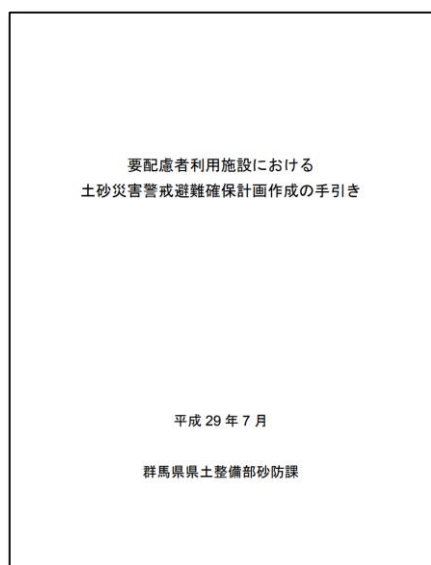 要配慮者利用施設における
土砂災害警戒避難確保計画作成の手引き
平成 29 年 7 月
群馬県県土整備部砂防課